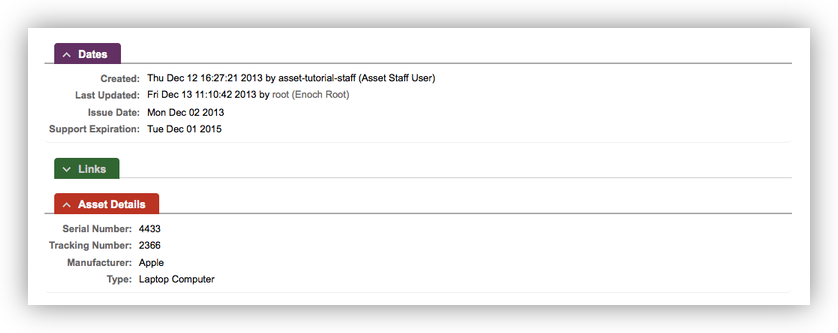 Dates
Created: Thu Dec 12 16:27:21 2013 by asset-tutorial-staff (Asset Staff User)
Last Updated: Fri Dec 13 11:10:42 2013 by root (Enoch Root)
Issue Date: Mon Dec 02 2013
Support Expiration: Tue Dec 01 2015
Links
Asset Details
Serial Number: 4433
Tracking Number: 2366
Manufacturer: Apple
Type: Laptop Computer